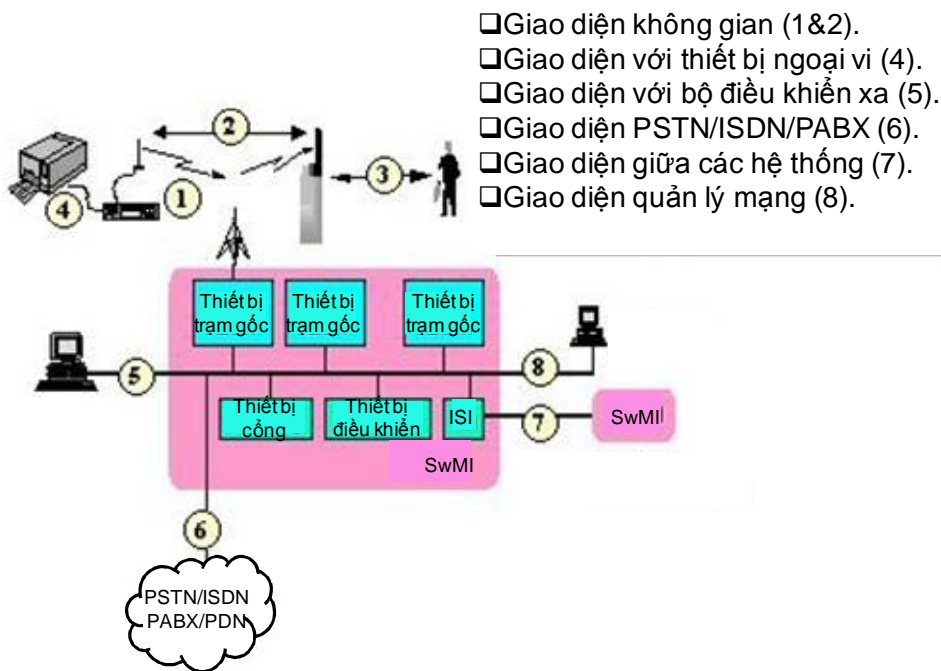 ❑Giao diện không gian (1&2).
❑Giao diện với thiết bị ngoại vi (4).
❑Giao diện với bộ điều khiển xa (5).
❑Giao diện PSTN/ISDN/PABX (6).
❑Giao diện giữa các hệ thống (7).
❑Giao diện quản lý mạng (8).
2
1
3
4
Thiết bị
trạm gốc
Thiết bị
trạm gốc
Thiết bị
trạm gốc
5
8
Thiết bị
cổng
Thiết bị
điều khiển
ISI
7
SwMI
SwMI
6
PSTN/ISDN
PABX/PDN